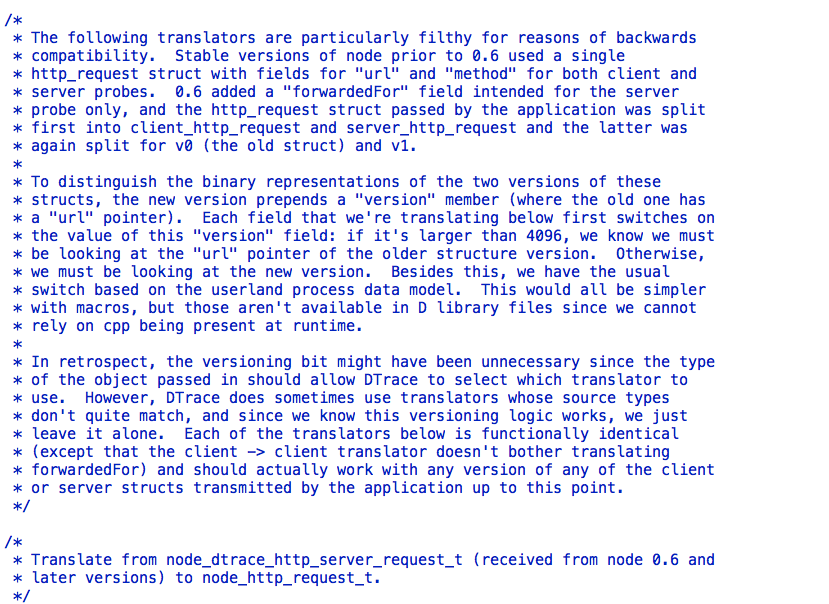 /*
 * The following translators are particularly filthy for reasons of backwards
 * compatibility.  Stable versions of node prior to 0.6 used a single
 * http_request struct with fields for "url" and "method" for both client and
 * server probes.  0.6 added a "forwardedFor" field intended for the server
 * probe only, and the http_request struct passed by the application was split
 * first into client_http_request and server_http_request and the latter was
 * again split for v0 (the old struct) and v1.
 *
 * To distinguish the binary representations of the two versions of these
 * structs, the new version prepends a "version" member (where the old one has
 * a "url" pointer).  Each field that we're translating below first switches on
 * the value of this "version" field: if it's larger than 4096, we know we must
 * be looking at the "url" pointer of the older structure version.  Otherwise,
 * we must be looking at the new version.  Besides this, we have the usual
 * switch based on the userland process data model.  This would all be simpler
 * with macros, but those aren't available in D library files since we cannot
 * rely on cpp being present at runtime.
 *
 * In retrospect, the versioning bit might have been unnecessary since the type
 * of the object passed in should allow DTrace to select which translator to
 * use.  However, DTrace does sometimes use translators whose source types
 * don't quite match, and since we know this versioning logic works, we just
 * leave it alone.  Each of the translators below is functionally identical
 * (except that the client -> client translator doesn't bother translating
 * forwardedFor) and should actually work with any version of any of the client
 * or server structs transmitted by the application up to this point.
 */

/*
 * Translate from node_dtrace_http_server_request_t (received from node 0.6 and
 * later versions) to node_http_request_t.
 */